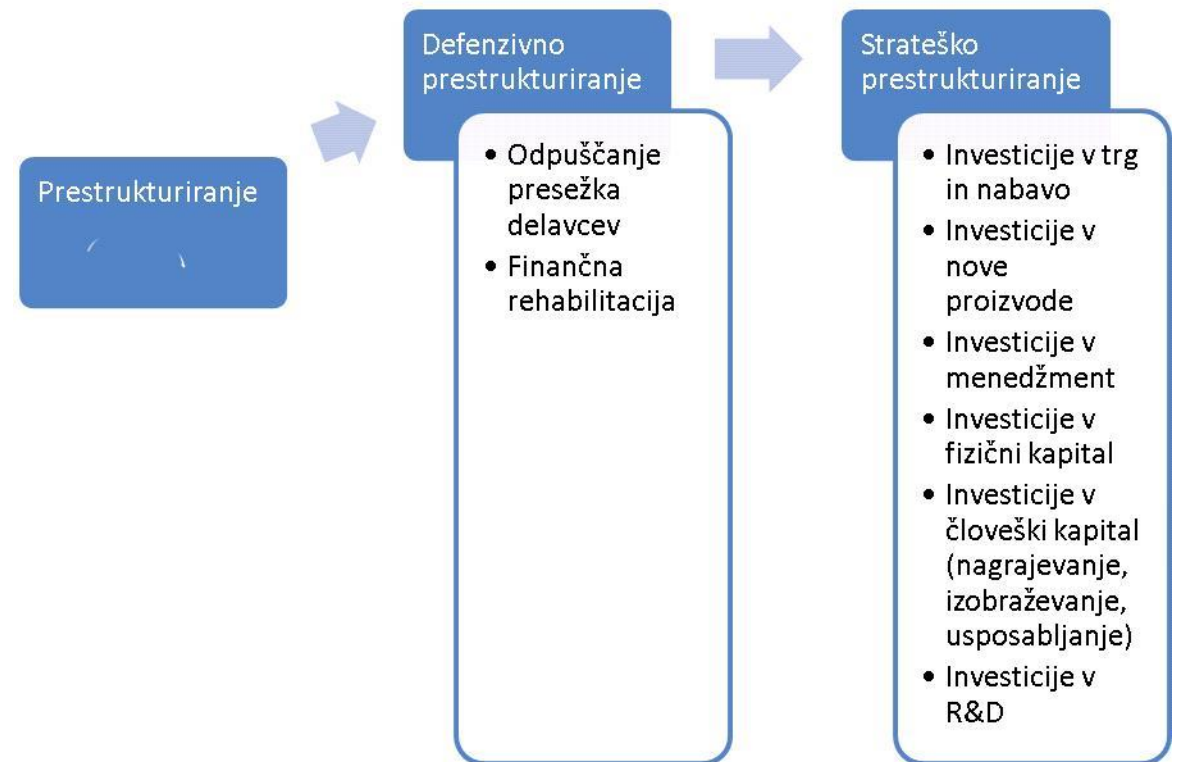 Prestrukturiranje
Defenzivno
prestrukturiranje
• Odpuščanje
presežka
delavcev
• Finančna
rehabilitacija
Strateško
prestrukturiranje
• Investicije v trg
in nabavo
• Investicije v
nove
proizvode
• Investicije v
menedžment
• Investicije v
fizični kapital
• Investicije v
človeški kapital
(nagrajevanje,
izobraževanje,
usposabljanje)
• Investicije v
R&D